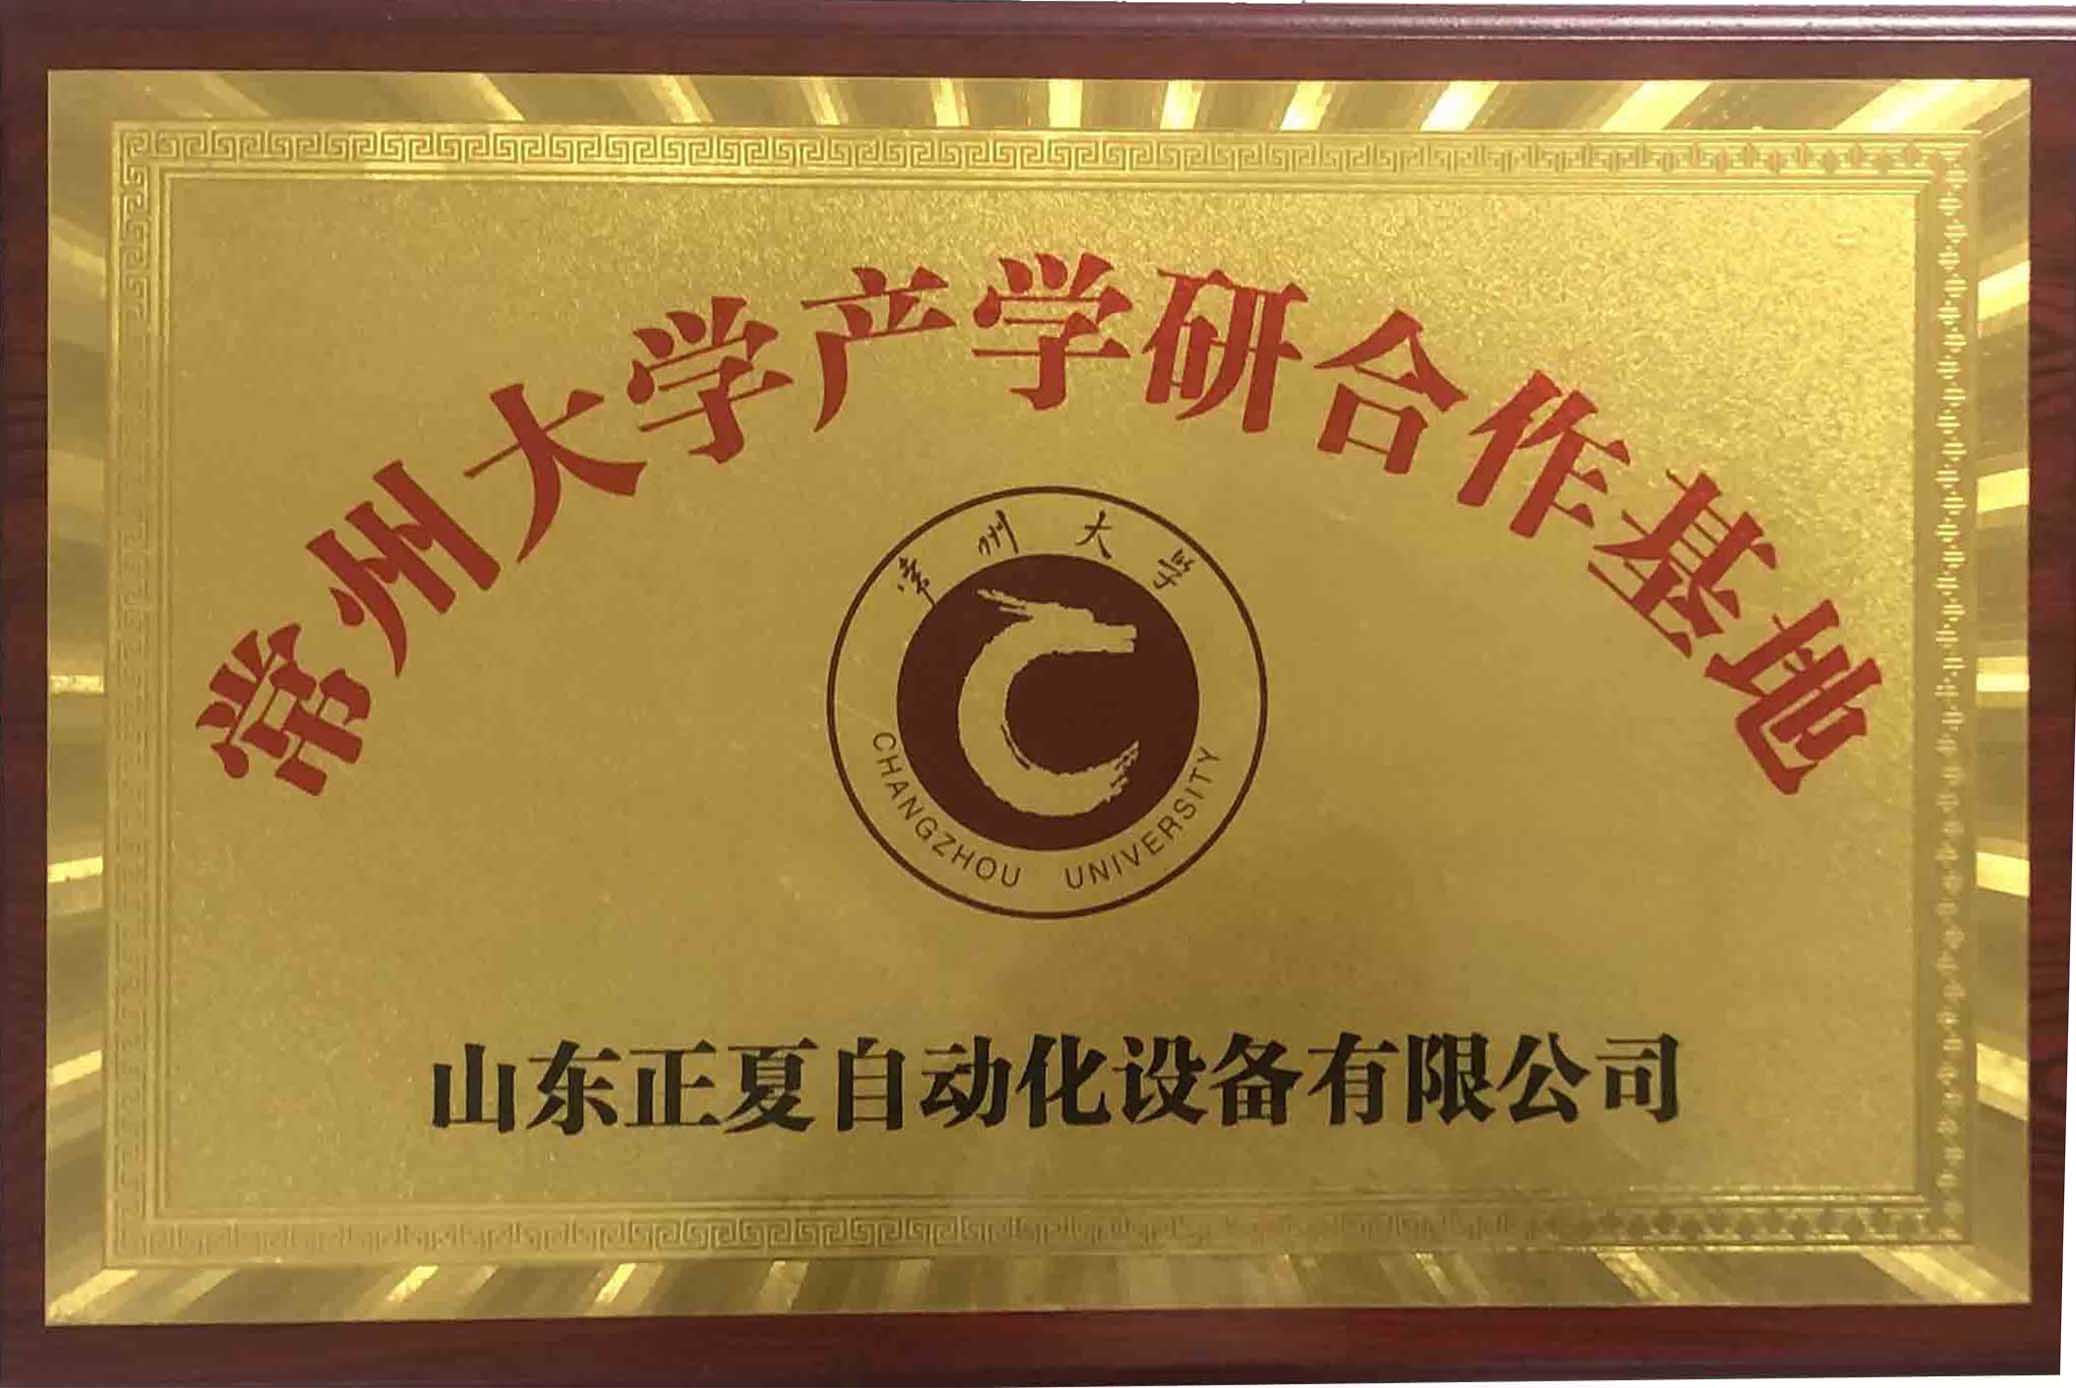 常州大学产学研合作基地
常州大学
CHANGZHOU UNIVERSITY
山东正夏自动化设备有限公司